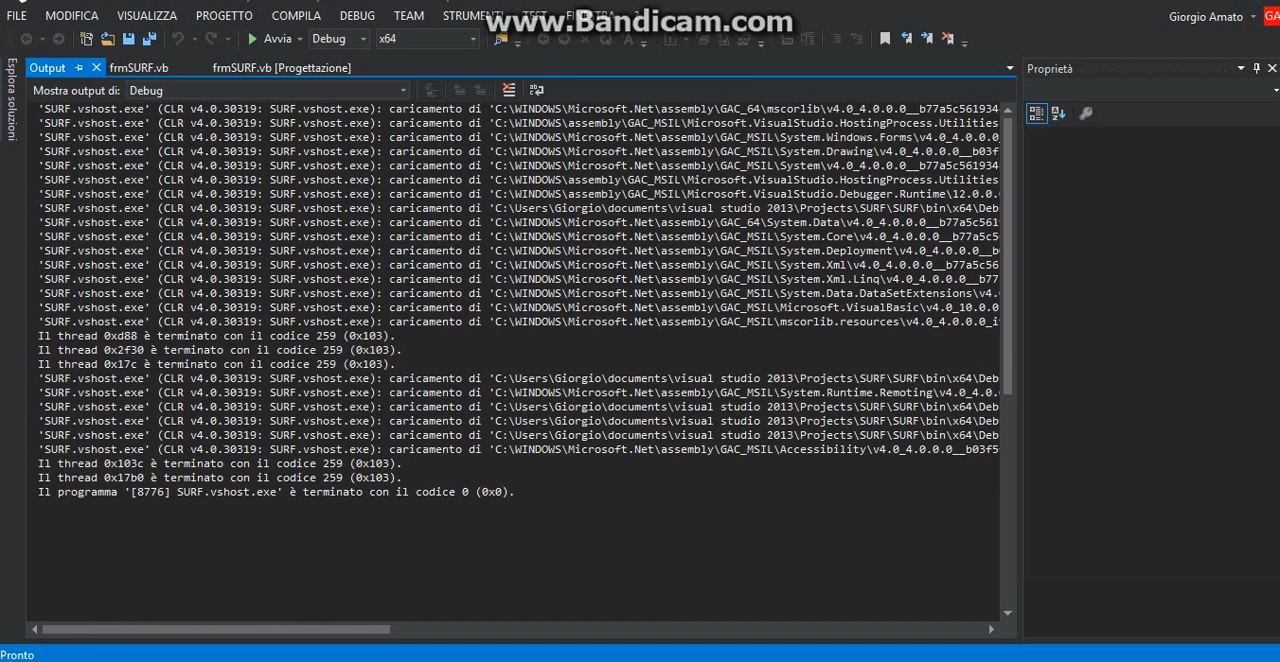 www.Bandicam.com
FILE MODIFICA VISUALIZZA PROGETTO COMPILA DEBUG TEAM STRUMENTI TEST FINESTRA ? Giorgio Amato GA
Avvia Debug x64
Esplora soluzioni
Output frmSURF.vb frmSURF.vb [Progettazione] Proprietà
Mostra output di: Debug
'SURF.vshost.exe' (CLR v4.0.30319: SURF.vshost.exe): caricamento di 'C:\WINDOWS\Microsoft.Net\assembly\GAC_64\mscorlib\v4.0_4.0.0.0__b77a5c561934
'SURF.vshost.exe' (CLR v4.0.30319: SURF.vshost.exe): caricamento di 'C:\WINDOWS\assembly\GAC_MSIL\Microsoft.VisualStudio.HostingProcess.Utilities
'SURF.vshost.exe' (CLR v4.0.30319: SURF.vshost.exe): caricamento di 'C:\WINDOWS\Microsoft.Net\assembly\GAC_MSIL\System.Windows.Forms\v4.0_4.0.0.0_
'SURF.vshost.exe' (CLR v4.0.30319: SURF.vshost.exe): caricamento di 'C:\WINDOWS\Microsoft.Net\assembly\GAC_MSIL\System.Drawing\v4.0_4.0.0.0__b03f
'SURF.vshost.exe' (CLR v4.0.30319: SURF.vshost.exe): caricamento di 'C:\WINDOWS\Microsoft.Net\assembly\GAC_MSIL\System\v4.0_4.0.0.0__b77a5c561934
'SURF.vshost.exe' (CLR v4.0.30319: SURF.vshost.exe): caricamento di 'C:\WINDOWS\assembly\GAC_MSIL\Microsoft.VisualStudio.HostingProcess.Utilities
'SURF.vshost.exe' (CLR v4.0.30319: SURF.vshost.exe): caricamento di 'C:\WINDOWS\assembly\GAC_MSIL\Microsoft.VisualStudio.Debugger.Runtime\12.0.0.
'SURF.vshost.exe' (CLR v4.0.30319: SURF.vshost.exe): caricamento di 'C:\Users\Giorgio\documents\visual studio 2013\Projects\SURF\SURF\bin\x64\Deb
'SURF.vshost.exe' (CLR v4.0.30319: SURF.vshost.exe): caricamento di 'C:\WINDOWS\Microsoft.Net\assembly\GAC_64\System.Data\v4.0_4.0.0.0__b77a5c561
'SURF.vshost.exe' (CLR v4.0.30319: SURF.vshost.exe): caricamento di 'C:\WINDOWS\Microsoft.Net\assembly\GAC_MSIL\System.Core\v4.0_4.0.0.0__b77a5c5
'SURF.vshost.exe' (CLR v4.0.30319: SURF.vshost.exe): caricamento di 'C:\WINDOWS\Microsoft.Net\assembly\GAC_MSIL\System.Deployment\v4.0_4.0.0.0__b
'SURF.vshost.exe' (CLR v4.0.30319: SURF.vshost.exe): caricamento di 'C:\WINDOWS\Microsoft.Net\assembly\GAC_MSIL\System.Xml\v4.0_4.0.0.0__b77a5c56
'SURF.vshost.exe' (CLR v4.0.30319: SURF.vshost.exe): caricamento di 'C:\WINDOWS\Microsoft.Net\assembly\GAC_MSIL\System.Xml.Linq\v4.0_4.0.0.0__b77
'SURF.vshost.exe' (CLR v4.0.30319: SURF.vshost.exe): caricamento di 'C:\WINDOWS\Microsoft.Net\assembly\GAC_MSIL\System.Data.DataSetExtensions\v4.
'SURF.vshost.exe' (CLR v4.0.30319: SURF.vshost.exe): caricamento di 'C:\WINDOWS\Microsoft.Net\assembly\GAC_MSIL\Microsoft.VisualBasic\v4.0_10.0.0
'SURF.vshost.exe' (CLR v4.0.30319: SURF.vshost.exe): caricamento di 'C:\WINDOWS\Microsoft.Net\assembly\GAC_MSIL\mscorlib.resources\v4.0_4.0.0.0_i
Il thread 0xd88 è terminato con il codice 259 (0x103).
Il thread 0x2f30 è terminato con il codice 259 (0x103).
Il thread 0x17c è terminato con il codice 259 (0x103).
'SURF.vshost.exe' (CLR v4.0.30319: SURF.vshost.exe): caricamento di 'C:\Users\Giorgio\documents\visual studio 2013\Projects\SURF\SURF\bin\x64\Deb
'SURF.vshost.exe' (CLR v4.0.30319: SURF.vshost.exe): caricamento di 'C:\WINDOWS\Microsoft.Net\assembly\GAC_MSIL\System.Runtime.Remoting\v4.0_4.0.
'SURF.vshost.exe' (CLR v4.0.30319: SURF.vshost.exe): caricamento di 'C:\Users\Giorgio\documents\visual studio 2013\Projects\SURF\SURF\bin\x64\Deb
'SURF.vshost.exe' (CLR v4.0.30319: SURF.vshost.exe): caricamento di 'C:\Users\Giorgio\documents\visual studio 2013\Projects\SURF\SURF\bin\x64\Deb
'SURF.vshost.exe' (CLR v4.0.30319: SURF.vshost.exe): caricamento di 'C:\Users\Giorgio\documents\visual studio 2013\Projects\SURF\SURF\bin\x64\Deb
'SURF.vshost.exe' (CLR v4.0.30319: SURF.vshost.exe): caricamento di 'C:\WINDOWS\Microsoft.Net\assembly\GAC_MSIL\Accessibility\v4.0_4.0.0.0__b03f5
Il thread 0x103c è terminato con il codice 259 (0x103).
Il thread 0x17b0 è terminato con il codice 259 (0x103).
Il programma '[8776] SURF.vshost.exe' è terminato con il codice 0 (0x0).
Pronto